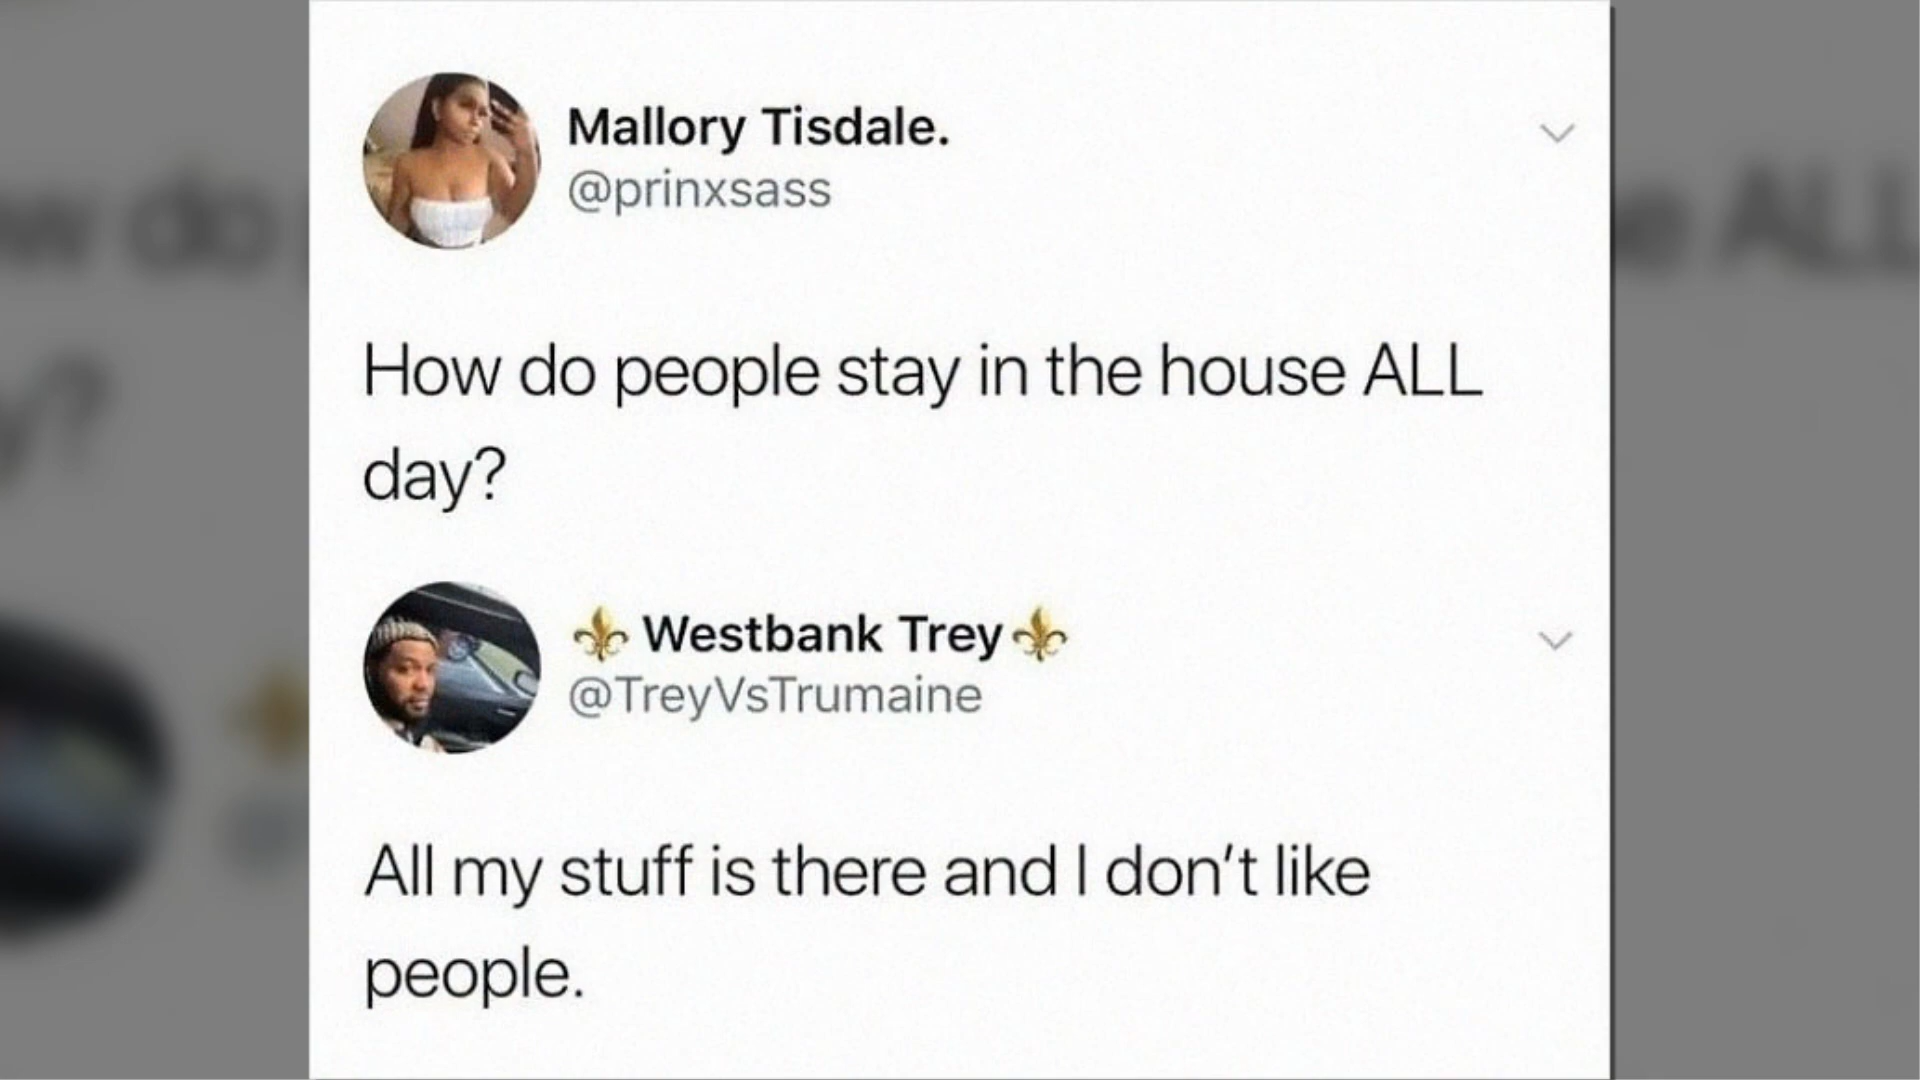 Mallory Tisdale.
@prinxsass
How do people stay in the house ALL
day?
⚜️ Westbank Trey ⚜️
@TreyVsTrumaine
All my stuff is there and I don't like
people.